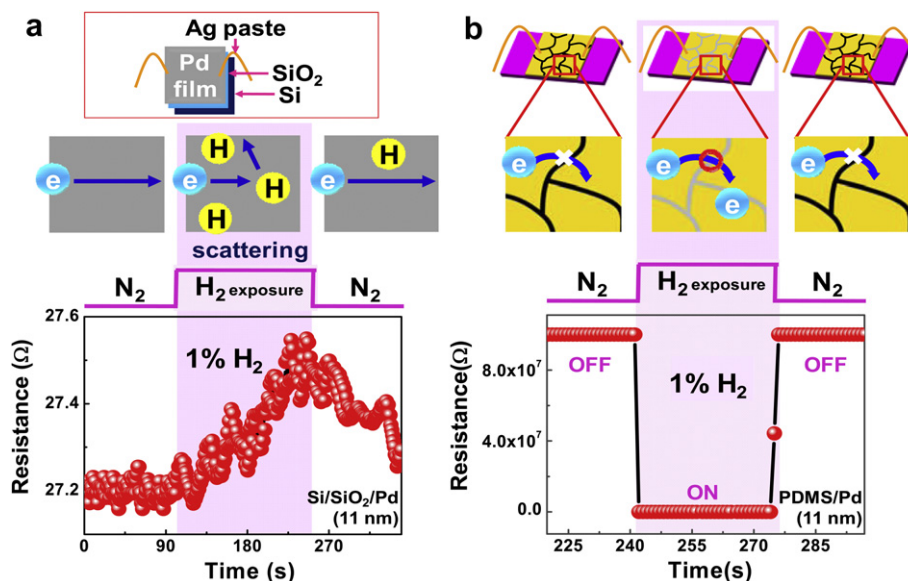 a
Ag paste
Pd
film
SiO2
Si
e
e
H
H
H
e
H
scattering
N2
H2 exposure
N2
27.6
27.4
27.2
Resistance (Ω)
1% H2
Si/SiO2/Pd
(11 nm)
0
90
180
270
Time (s)
b
e
e
e
e
N2
H2 exposure
N2
8.0x10^7
4.0x10^7
0.0
Resistance(Ω)
OFF
1% H2
OFF
ON
PDMS/Pd
(11 nm)
225
240
255
270
285
Time(s)